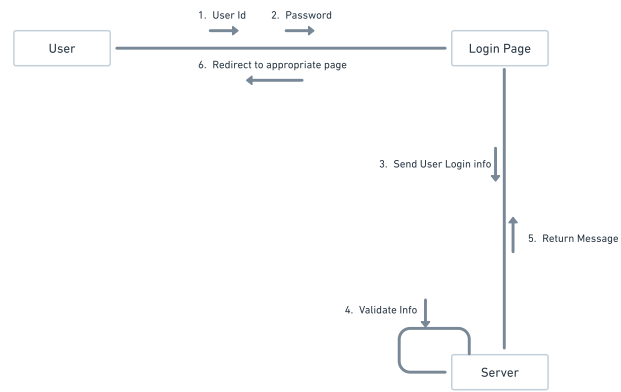 1. User Id
2. Password
User
Login Page
6. Redirect to appropriate page
3. Send User Login info
5. Return Message
4. Validate Info
Server